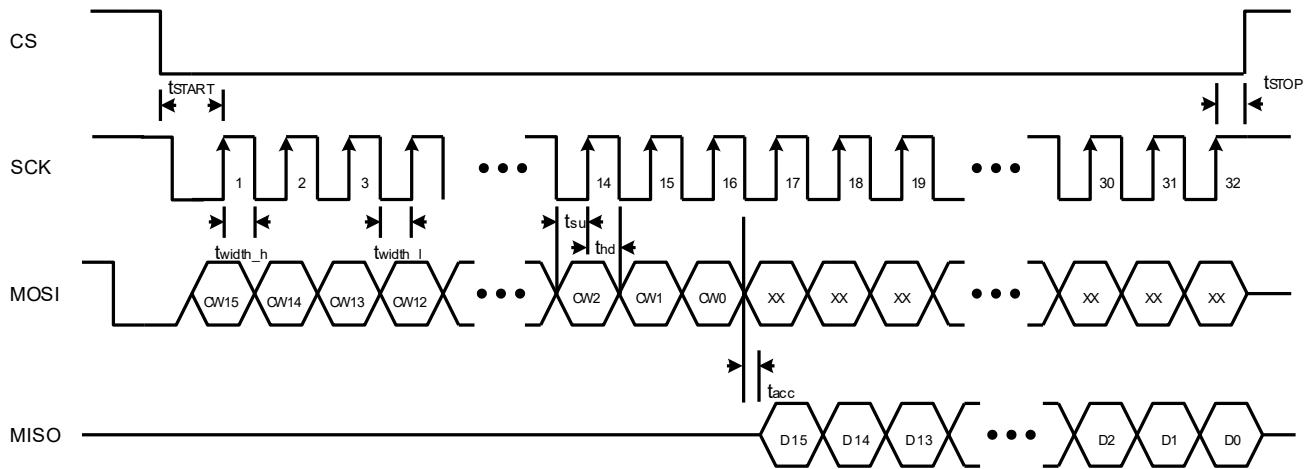 CS
tSTART
tSTOP
SCK
1 2 3 14 15 16 17 18 19 30 31 32
tsu
twidth_h twidth_l thd
MOSI
CW15 CW14 CW13 CW12 CW2 CW1 CW0 XX XX XX XX XX XX
tacc
MISO
D15 D14 D13 D2 D1 D0